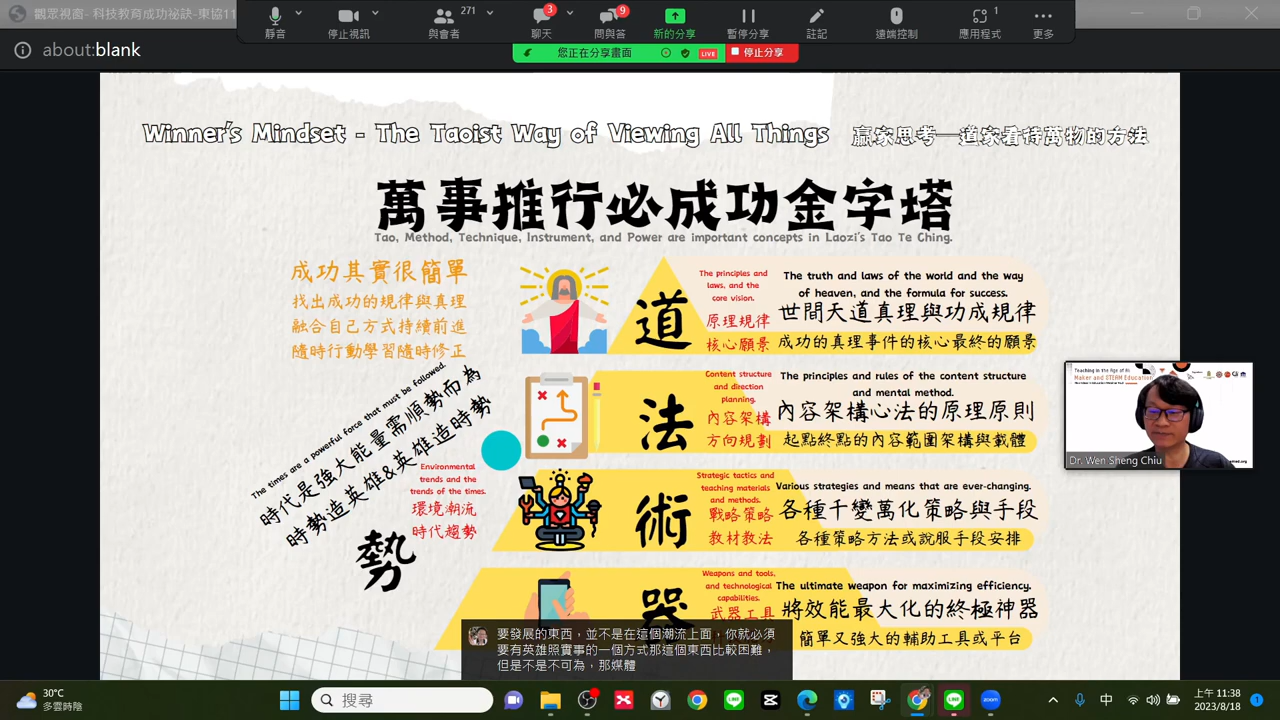 觀眾視窗- 科技教育成功祕訣-東協11
靜音
停止視訊
271
與會者
3
聊天
9
問與答
新的分享
暫停分享
註記
遠端控制
1
應用程式
更多
about:blank
您正在分享畫面
LIVE
停止分享
Winner's Mindset - The Taoist Way of Viewing All Things
贏家思考—道家看待萬物的方法
萬事推行必成功金字塔
Tao, Method, Technique, Instrument, and Power are important concepts in Laozi's Tao Te Ching.
成功其實很簡單
找出成功的規律與真理
融合自己方式持續前進
隨時行動學習隨時修正
The times are a powerful force that must be followed.
時代是強大能量需順勢而為
時勢造英雄&英雄造時勢
Environmental
trends and the
trends of the times.
環境潮流
時代趨勢
勢
道
The principles and
laws, and the
core vision.
原理規律
核心願景
The truth and laws of the world and the way
of heaven, and the formula for success.
世間天道真理與功成規律
成功的真理事件的核心最終的願景
法
Content structure
and direction
planning.
內容架構
方向規劃
The principles and rules of the content structure
and mental method.
內容架構心法的原理原則
起點終點的內容範圍架構與載體
術
Strategic tactics and
teaching materials
and methods.
戰略策略
教材教法
Various strategies and means that are ever-changing.
各種千變萬化策略與手段
各種策略方法或說服手段安排
器
Weapons and tools,
and technological
capabilities.
武器工具
The ultimate weapon for maximizing efficiency.
將效能最大化的終極神器
簡單又強大的輔助工具或平台
Teaching in the Age of AI
Maker and STEAM Education
Dr. Wen Sheng Chiu
要發展的東西，並不是在這個潮流上面，你就必須
要有英雄照實事的一個方式那這個東西比較困難，
但是不是不可為，那媒體
30°C
多雲時陰
搜尋
中
上午 11:38
2023/8/18
1